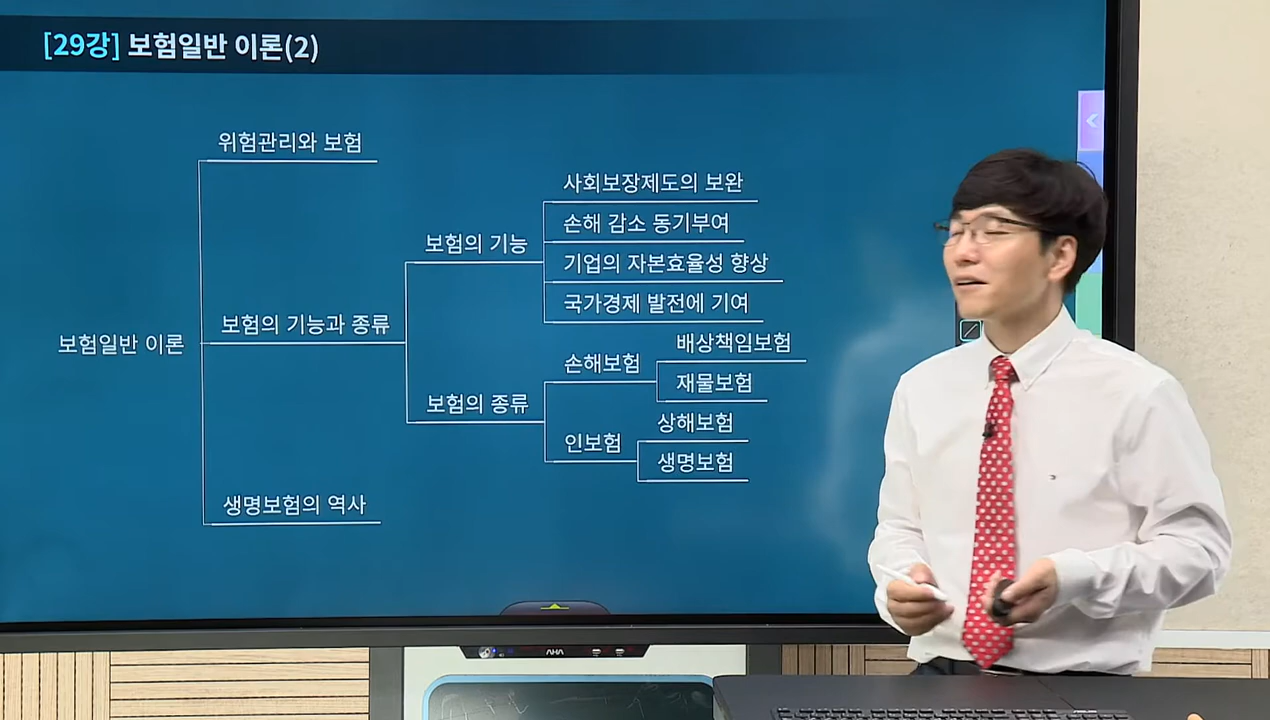 [29강] 보험일반 이론(2)
위험관리와 보험
사회보장제도의 보완
손해 감소 동기부여
보험의 기능
기업의 자본효율성 향상
국가경제 발전에 기여
보험의 기능과 종류
보험일반 이론
배상책임보험
손해보험
재물보험
보험의 종류
상해보험
인보험
생명보험
생명보험의 역사
AHA